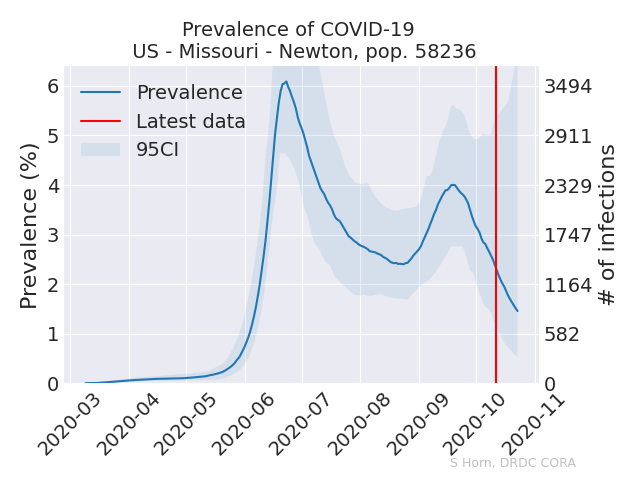 Prevalence of COVID-19
US - Missouri - Newton, pop. 58236
Prevalence
Latest data
95CI
Prevalence (%)
6
5
4
3
2
1
0
3494
2911
2329
1747
1164
582
0
# of infections
2020-03
2020-04
2020-05
2020-06
2020-07
2020-08
2020-09
2020-10
2020-11
S Horn, DRDC CORA